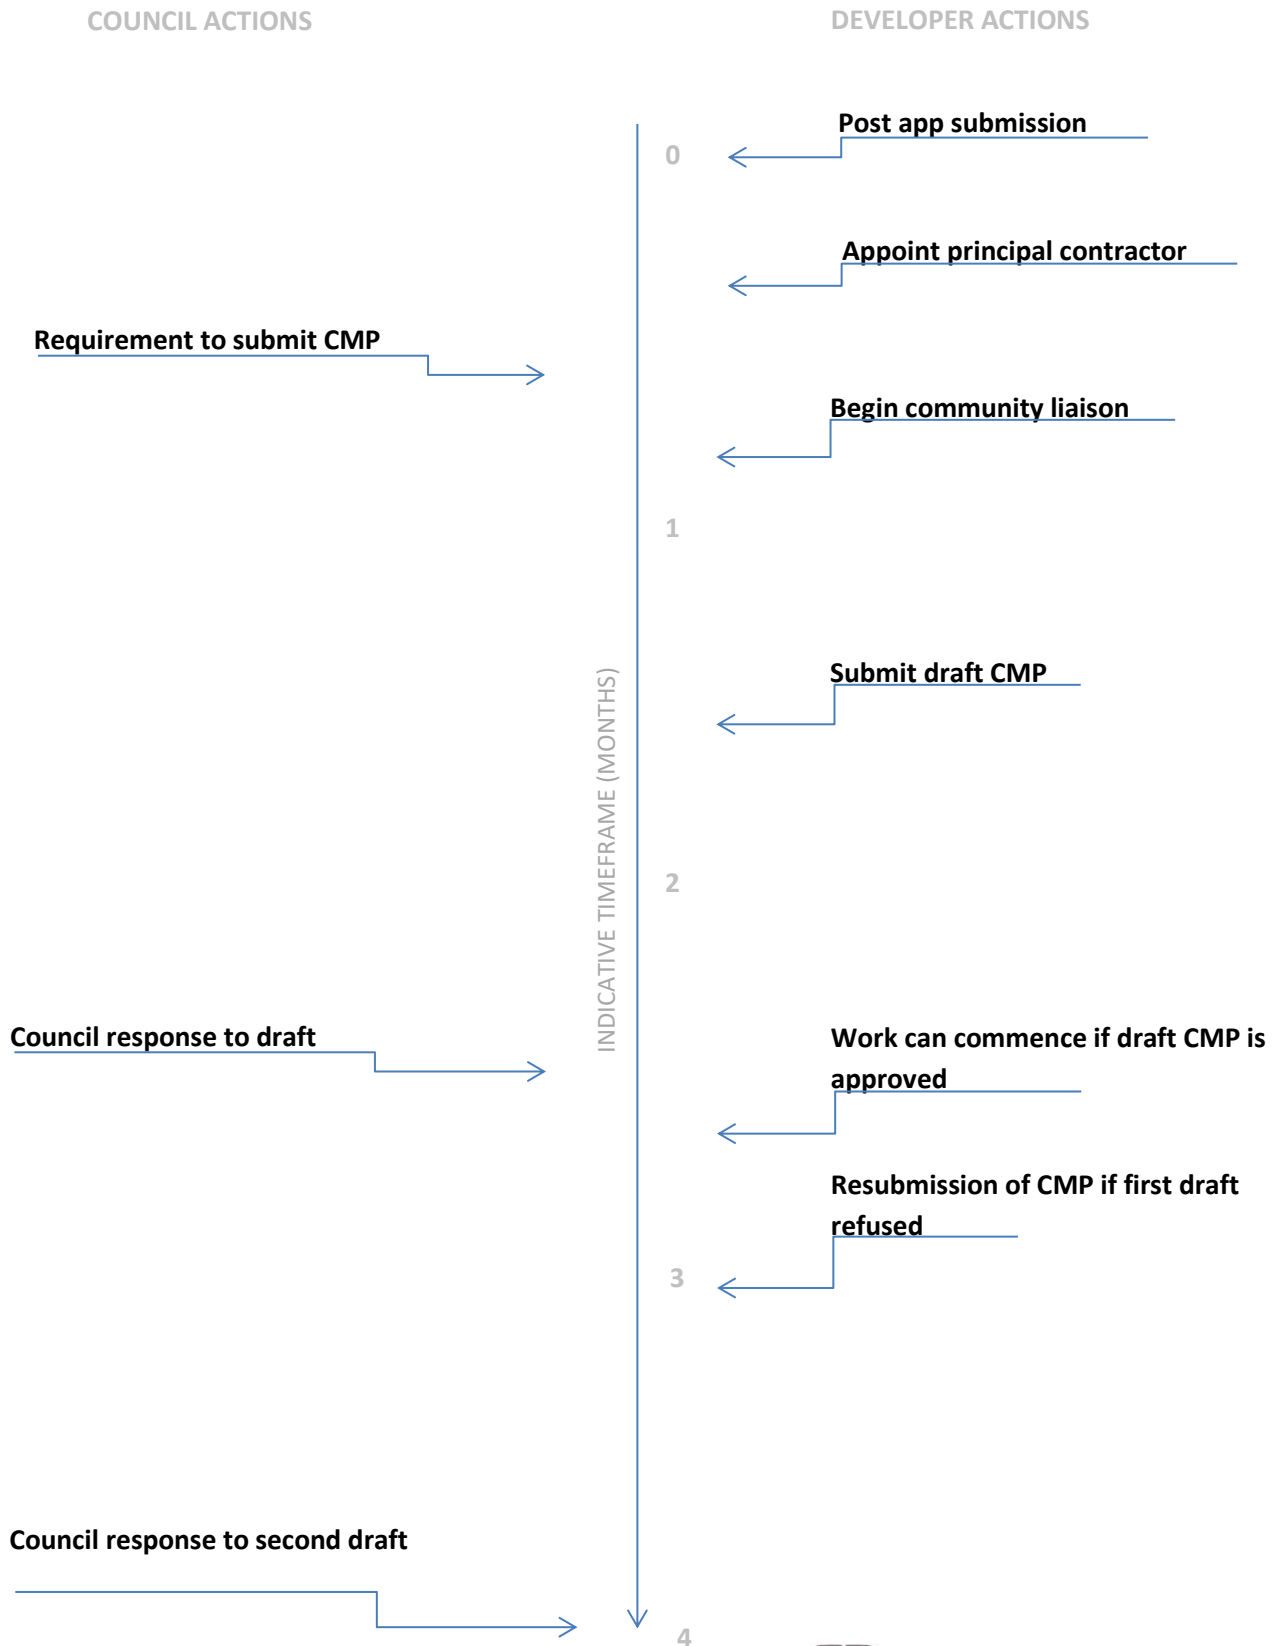 COUNCIL ACTIONS
DEVELOPER ACTIONS
Post app submission
0
Appoint principal contractor
Requirement to submit CMP
Begin community liaison
1
Submit draft CMP
INDICATIVE TIMEFRAME (MONTHS)
2
Council response to draft
Work can commence if draft CMP is
approved
Resubmission of CMP if first draft
refused
3
Council response to second draft
4